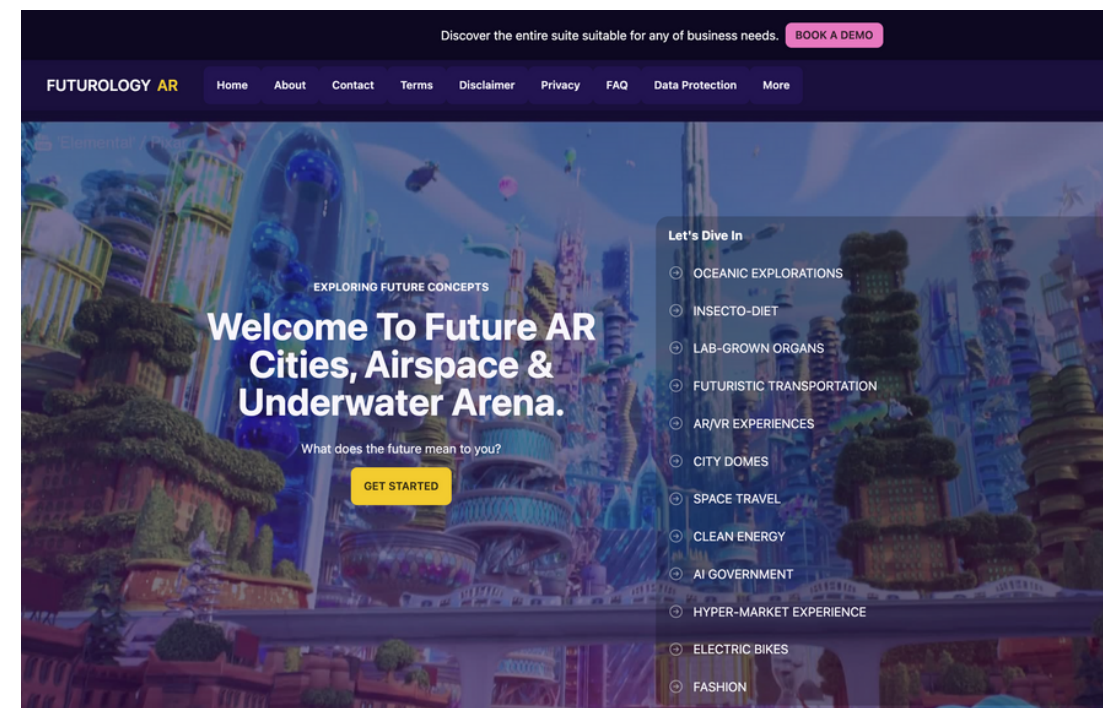 Discover the entire suite suitable for any of business needs. BOOK A DEMO
FUTUROLOGY AR Home About Contact Terms Disclaimer Privacy FAQ Data Protection More
'Elemental' / Pixar
EXPLORING FUTURE CONCEPTS
Welcome To Future AR
Cities, Airspace &
Underwater Arena.
What does the future mean to you?
GET STARTED
Let's Dive In
OCEANIC EXPLORATIONS
INSECTO-DIET
LAB-GROWN ORGANS
FUTURISTIC TRANSPORTATION
AR/VR EXPERIENCES
CITY DOMES
SPACE TRAVEL
CLEAN ENERGY
AI GOVERNMENT
HYPER-MARKET EXPERIENCE
ELECTRIC BIKES
FASHION